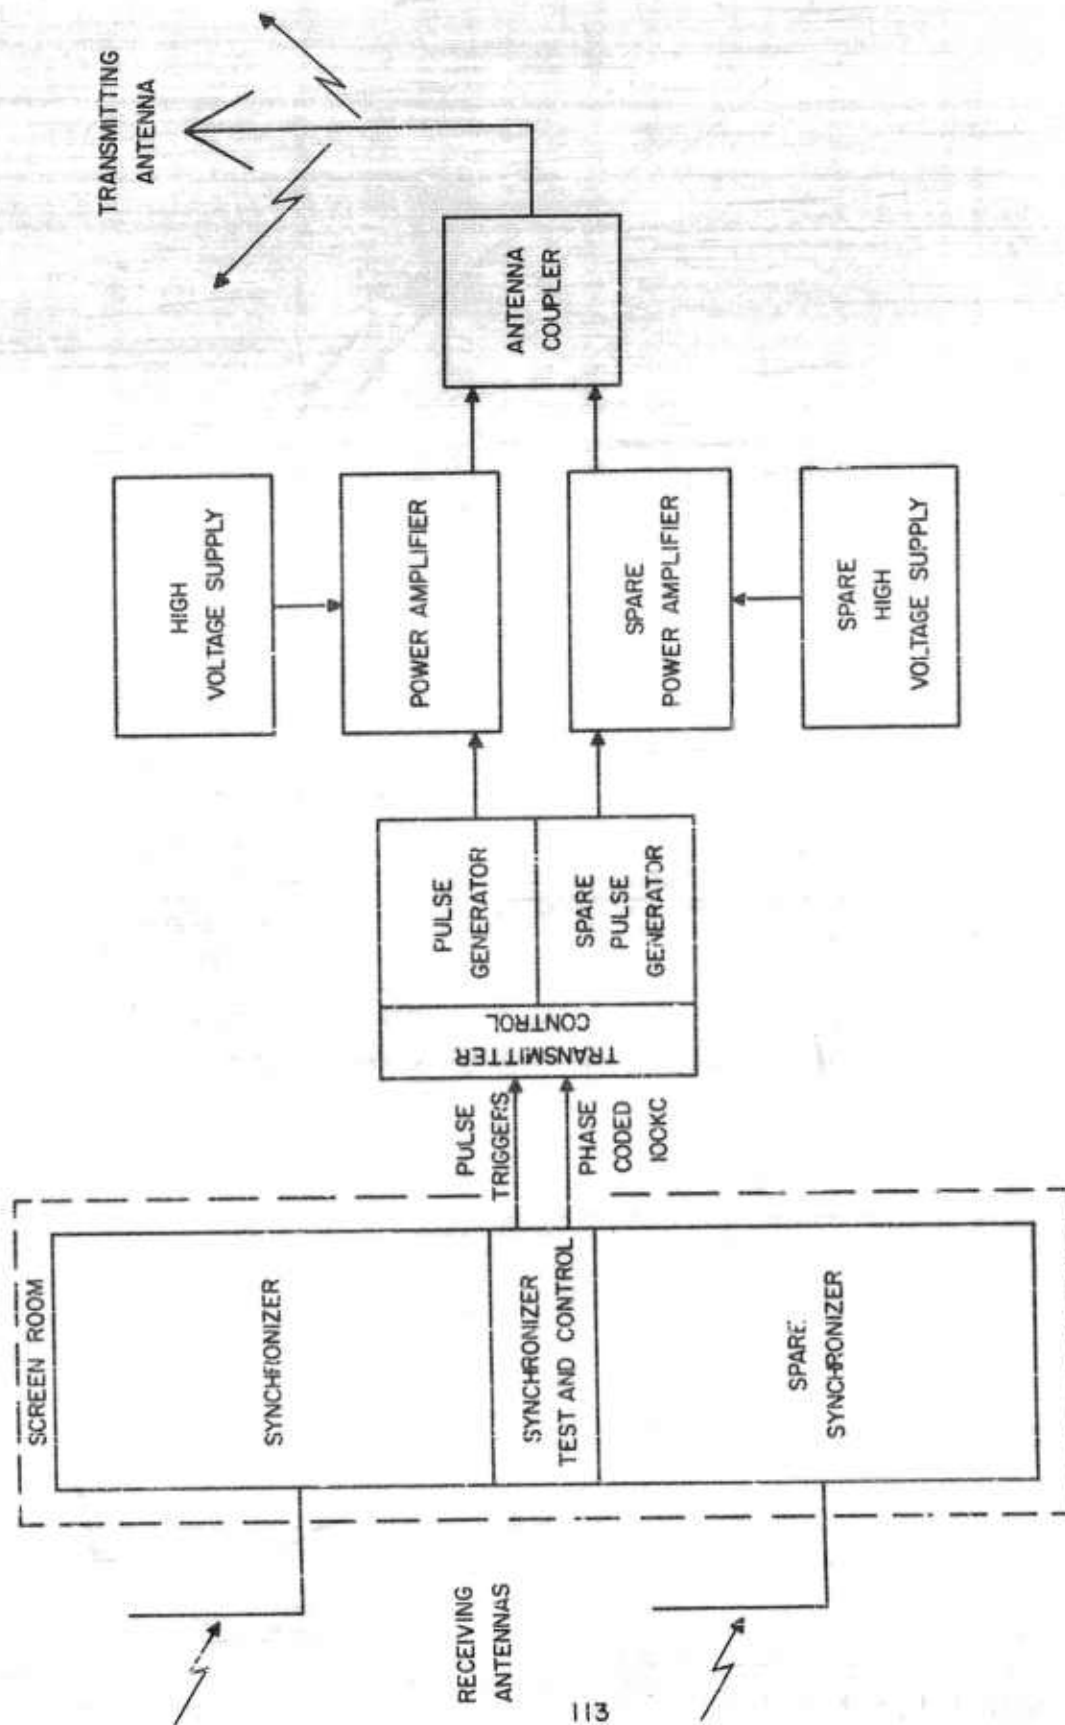 TRANSMITTING
ANTENNA
ANTENNA
COUPLER
HIGH
VOLTAGE SUPPLY
POWER AMPLIFIER
SPARE
POWER AMPLIFIER
SPARE
HIGH
VOLTAGE SUPPLY
PULSE
GENERATOR
SPARE
PULSE
GENERATOR
TRANSMITTER
CONTROL
PULSE
TRIGGERS
PHASE
CODED
100KC
SCREEN ROOM
SYNCHRONIZER
SYNCHRONIZER
TEST AND CONTROL
SPARE
SYNCHRONIZER
RECEIVING
ANTENNAS
113